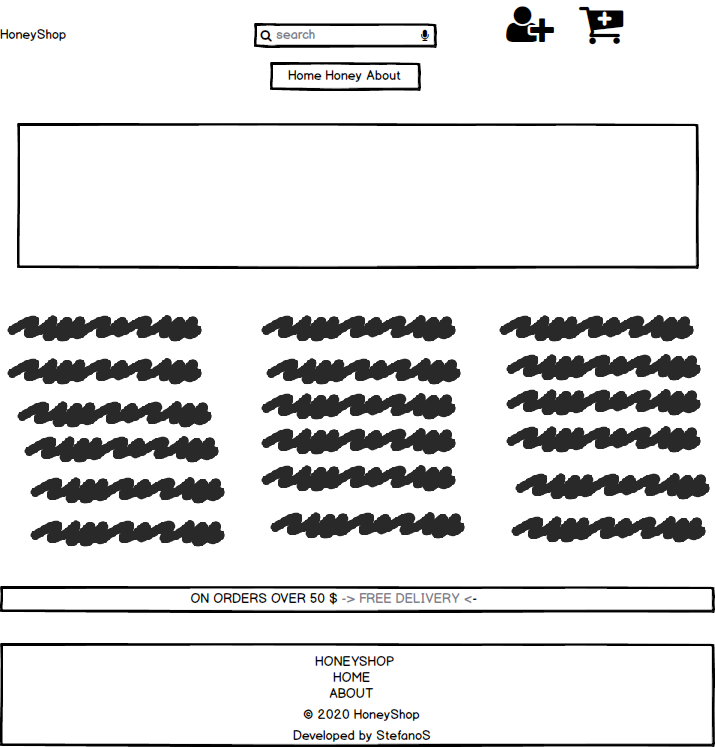 HoneyShop
search
Home Honey About
ON ORDERS OVER 50 $ -> FREE DELIVERY <-
HONEYSHOP
HOME
ABOUT
© 2020 HoneyShop
Developed by StefanoS